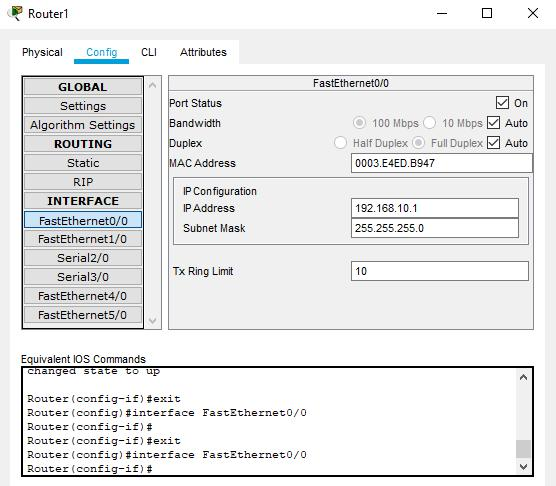 Router1
Physical Config CLI Attributes
GLOBAL
Settings
Algorithm Settings
ROUTING
Static
RIP
INTERFACE
FastEthernet0/0
FastEthernet1/0
Serial2/0
Serial3/0
FastEthernet4/0
FastEthernet5/0
FastEthernet0/0
Port Status On
Bandwidth 100 Mbps 10 Mbps Auto
Duplex Half Duplex Full Duplex Auto
MAC Address 0003.E4ED.B947
IP Configuration
IP Address 192.168.10.1
Subnet Mask 255.255.255.0
Tx Ring Limit 10
Equivalent IOS Commands
changed state to up
Router(config-if)#exit
Router(config)#interface FastEthernet0/0
Router(config-if)#
Router(config-if)#exit
Router(config)#interface FastEthernet0/0
Router(config-if)#